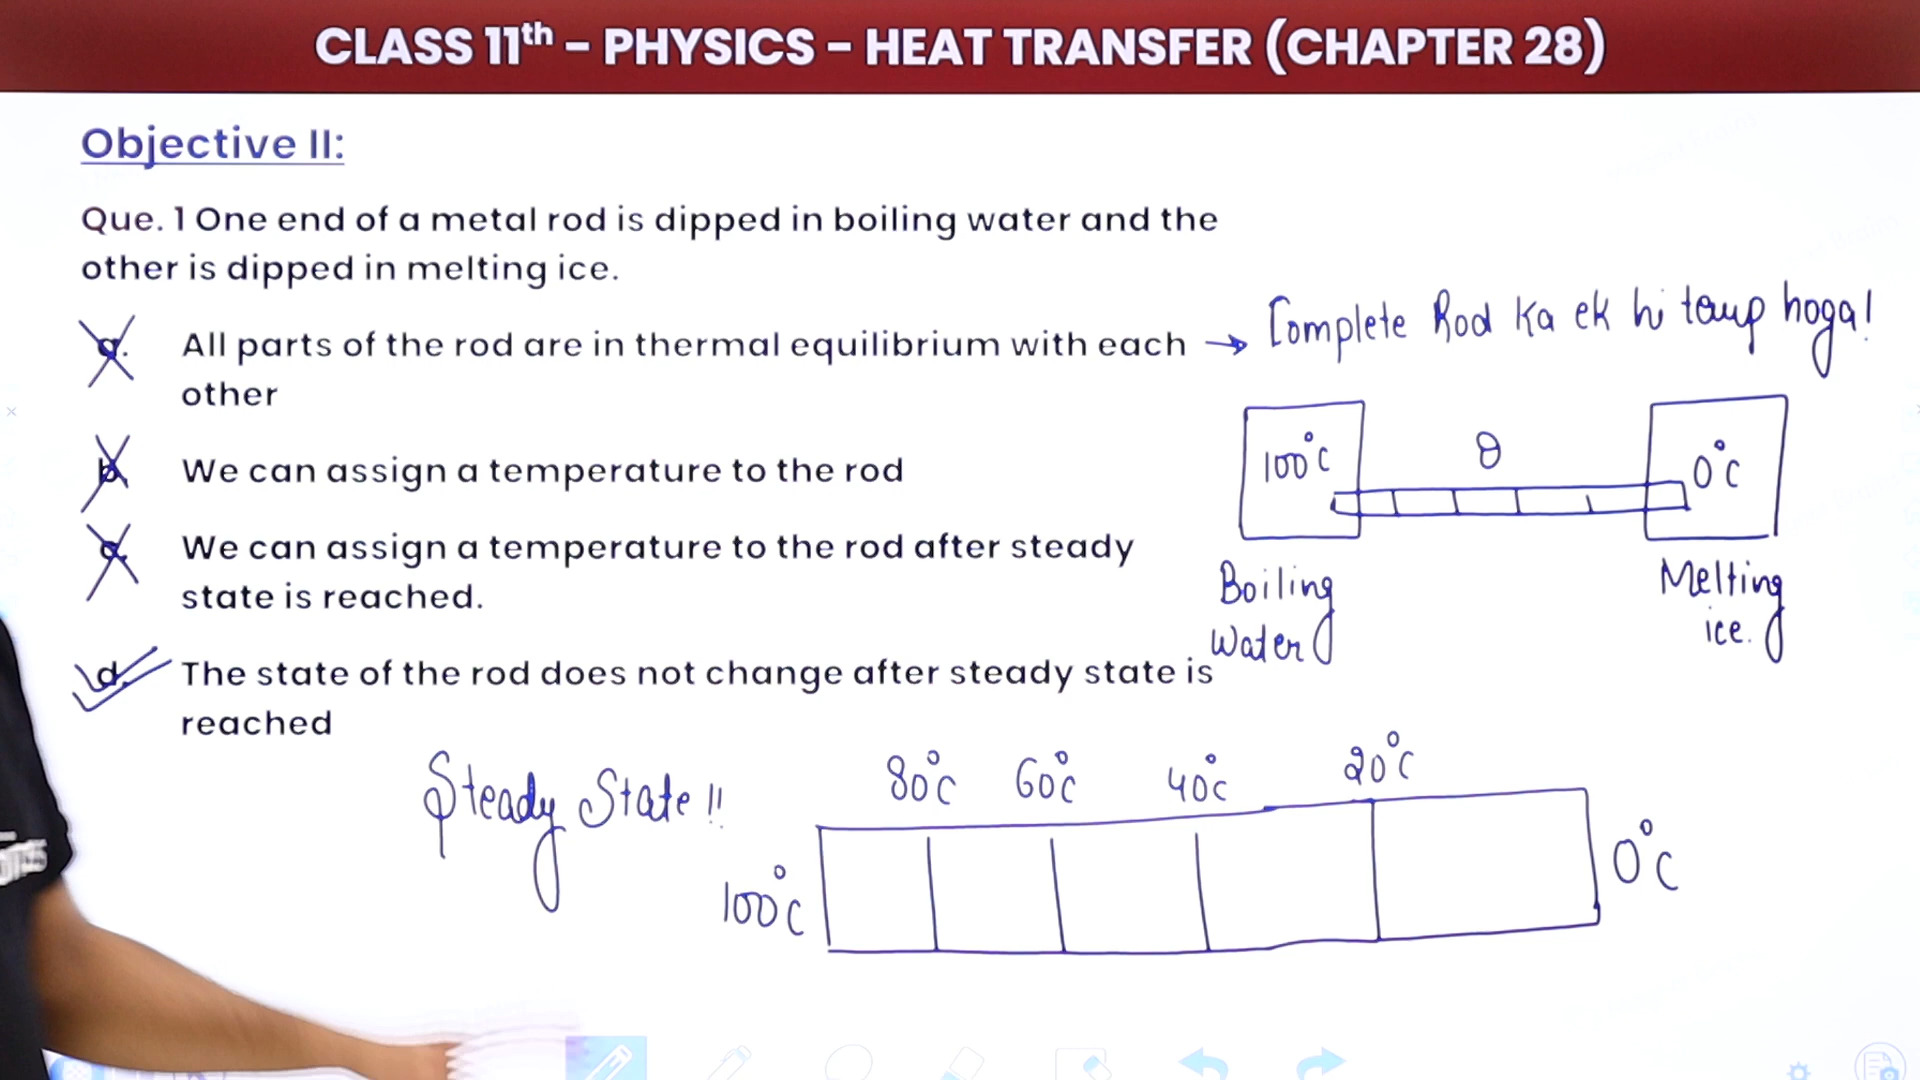 CLASS 11th – PHYSICS – HEAT TRANSFER (CHAPTER 28)
Objective II:
Que. 1 One end of a metal rod is dipped in boiling water and the
other is dipped in melting ice.
a. All parts of the rod are in thermal equilibrium with each
other
→ Complete Rod Ka ek hi temp hoga!
b. We can assign a temperature to the rod
c. We can assign a temperature to the rod after steady
state is reached.
d. The state of the rod does not change after steady state is
reached
100°C θ 0°C
Boiling
Water
Melting
ice.
Steady State!!
80°C 60°C 40°C 20°C
100°C 0°C